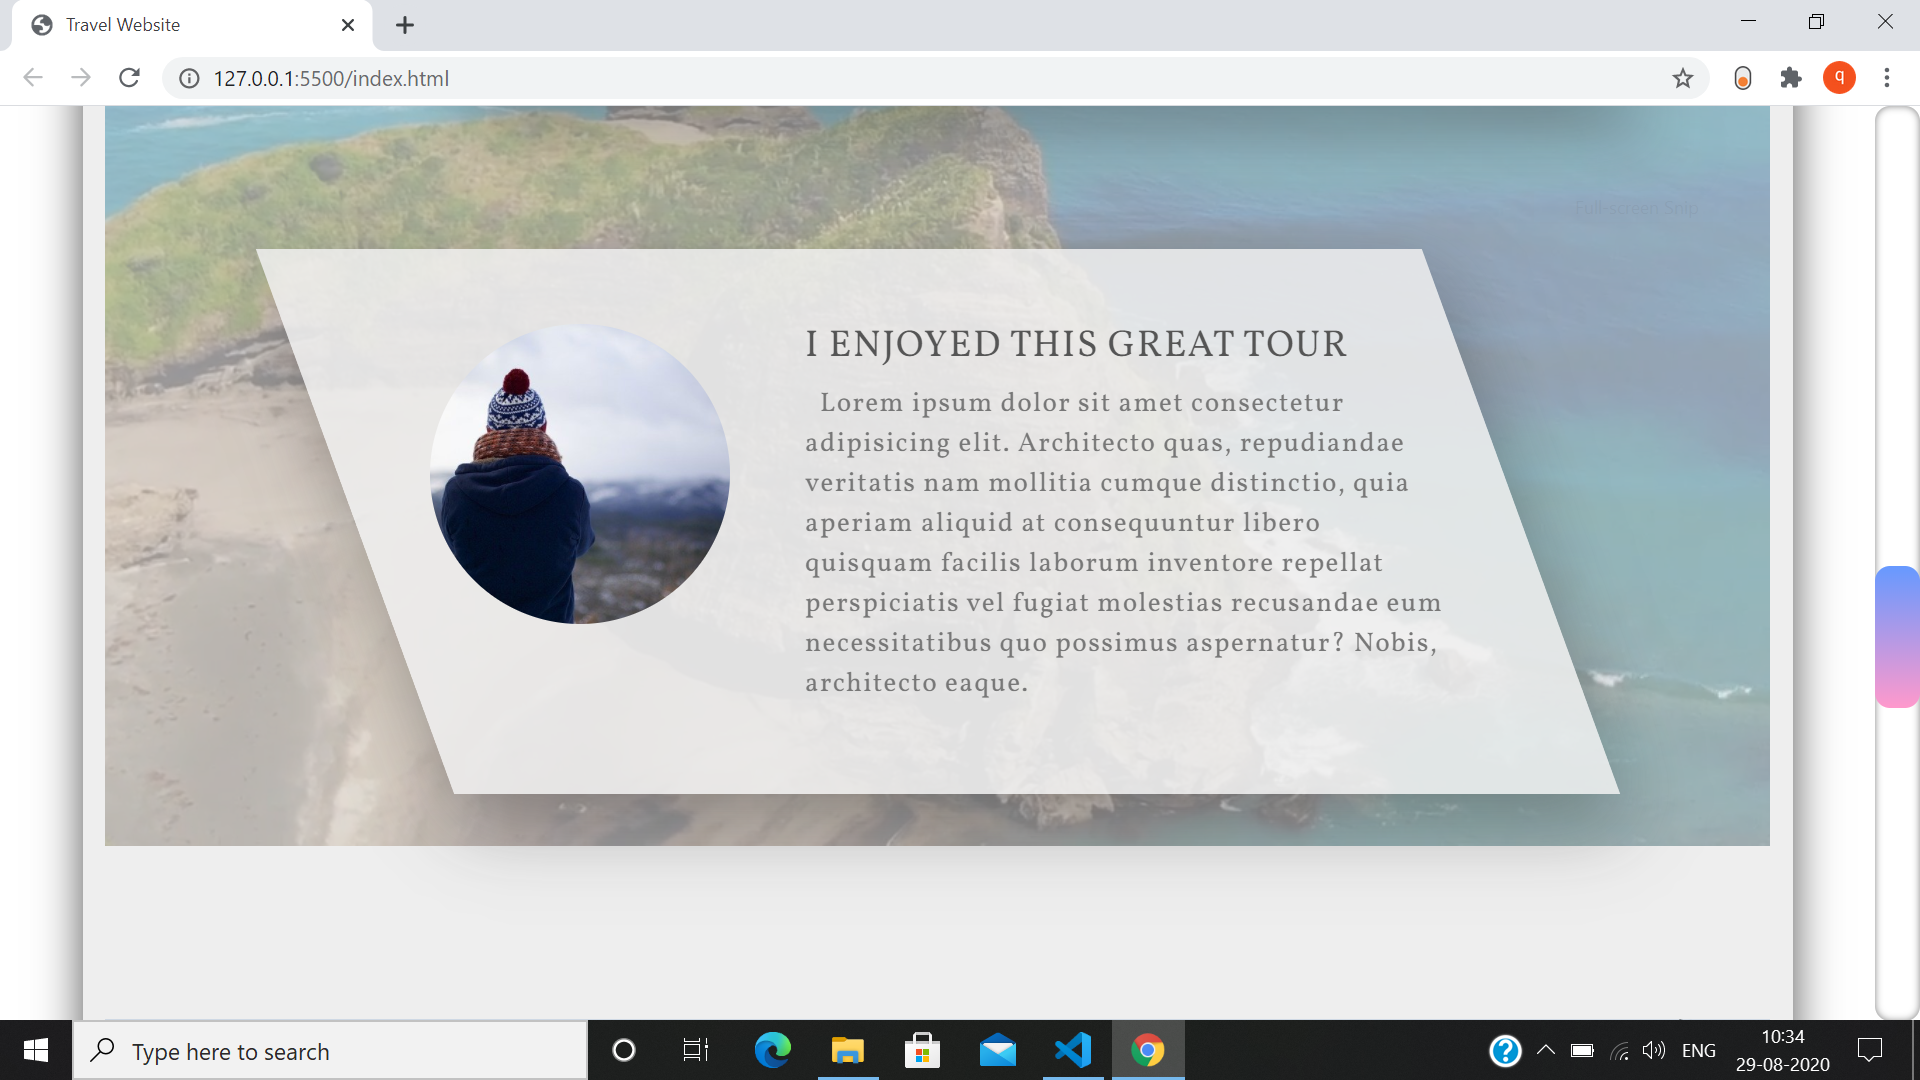 Travel Website
127.0.0.1:5500/index.html
q
Full-screen Snip
I ENJOYED THIS GREAT TOUR
Lorem ipsum dolor sit amet consectetur
adipisicing elit. Architecto quas, repudiandae
veritatis nam mollitia cumque distinctio, quia
aperiam aliquid at consequuntur libero
quisquam facilis laborum inventore repellat
perspiciatis vel fugiat molestias recusandae eum
necessitatibus quo possimus aspernatur? Nobis,
architecto eaque.
Type here to search
ENG
10:34
29-08-2020